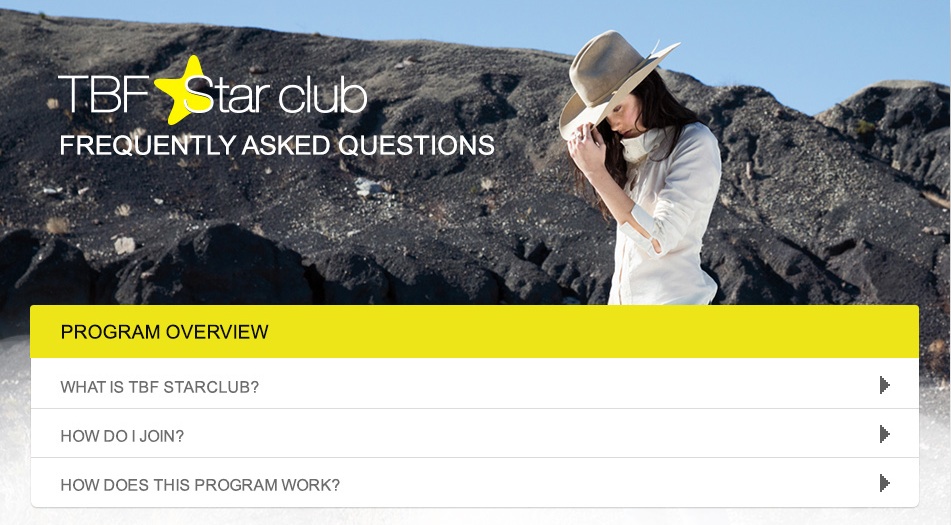 TBF Star club
FREQUENTLY ASKED QUESTIONS
PROGRAM OVERVIEW
WHAT IS TBF STARCLUB?
HOW DO I JOIN?
HOW DOES THIS PROGRAM WORK?